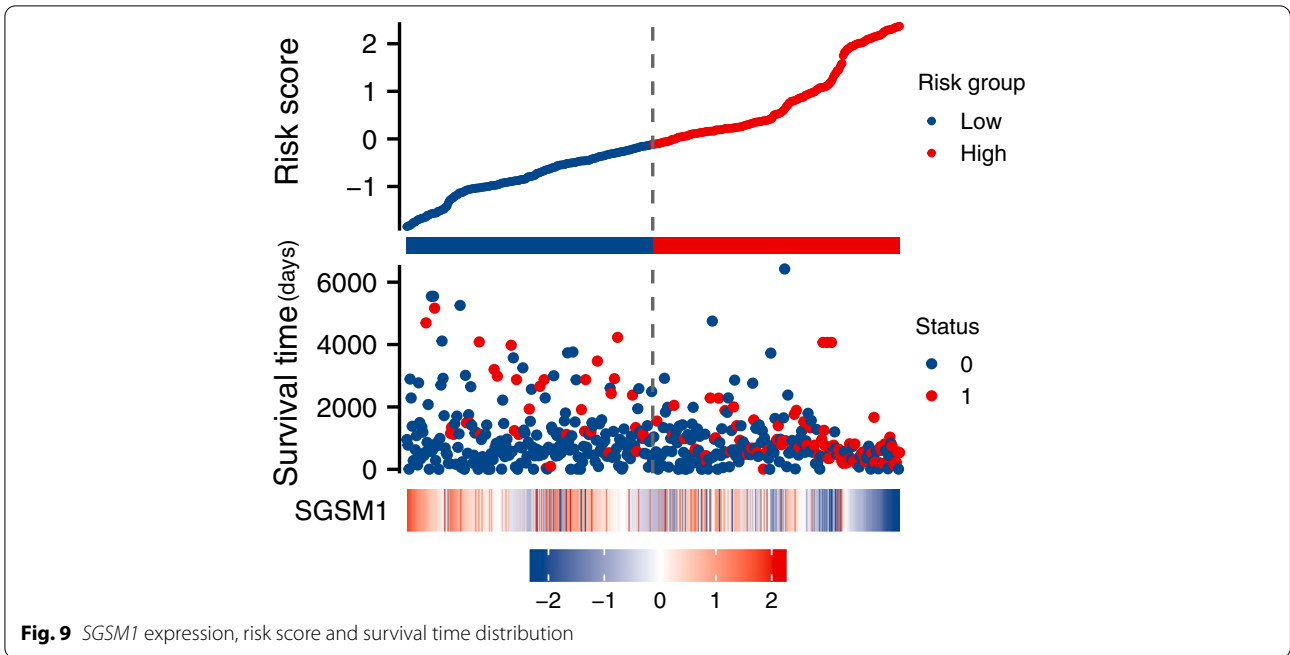 Risk score
2
1
0
−1
Risk group
Low
High
Survival time (days)
6000
4000
2000
0
Status
0
1
SGSM1
−2 −1 0 1 2
Fig. 9 SGSM1 expression, risk score and survival time distribution